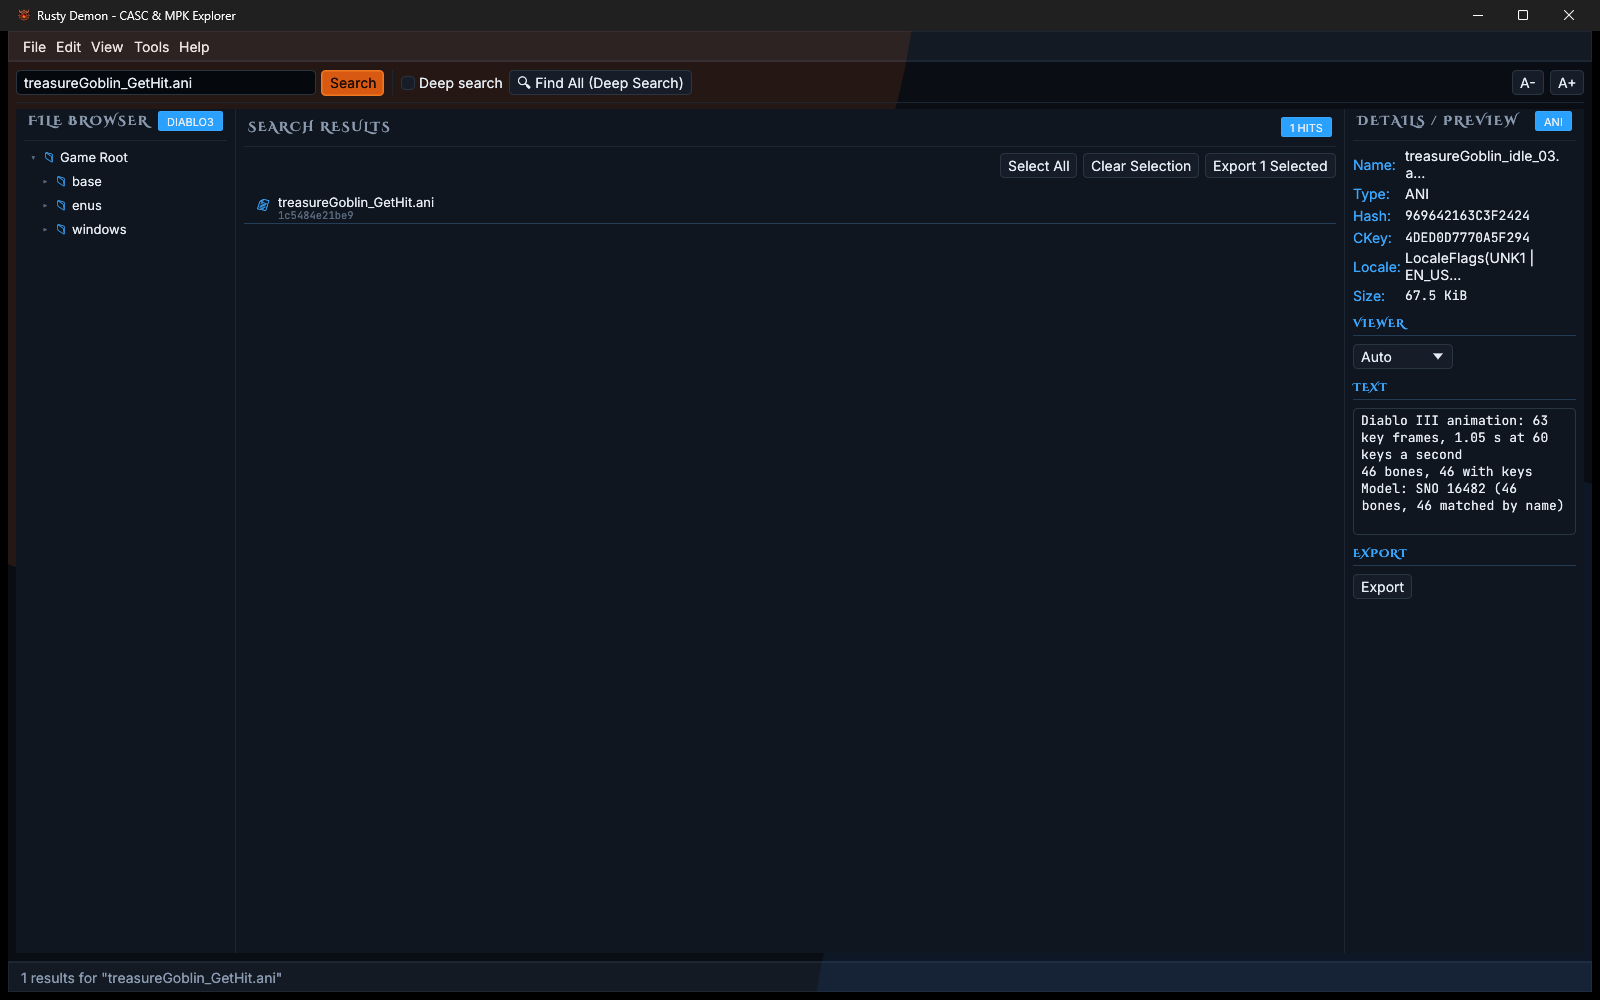 Rusty Demon - CASC & MPK Explorer
File Edit View Tools Help
treasureGoblin_GetHit.ani Search Deep search Find All (Deep Search) A- A+
FILE BROWSER DIABLO3
Game Root
base
enus
windows
SEARCH RESULTS 1 HITS
Select All Clear Selection Export 1 Selected
treasureGoblin_GetHit.ani
1c5484e21be9
DETAILS / PREVIEW ANI
Name: treasureGoblin_idle_03.
a...
Type: ANI
Hash: 969642163C3F2424
CKey: 4DED0D7770A5F294
Locale: LocaleFlags(UNK1 |
EN_US...
Size: 67.5 KiB
VIEWER
Auto
TEXT
Diablo III animation: 63
key frames, 1.05 s at 60
keys a second
46 bones, 46 with keys
Model: SNO 16482 (46
bones, 46 matched by name)
EXPORT
Export
1 results for "treasureGoblin_GetHit.ani"